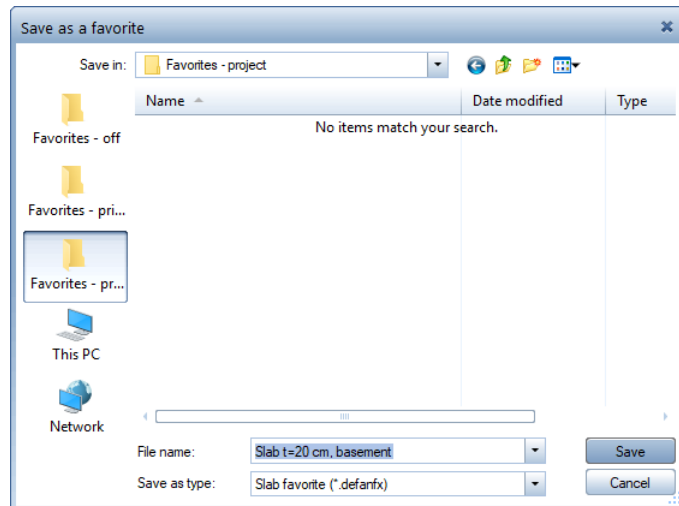 Save as a favorite
Save in: Favorites - project
Name Date modified Type
No items match your search.
Favorites - off
Favorites - pri...
Favorites - pr...
This PC
Network
File name: Slab t=20 cm, basement Save
Save as type: Slab favorite (*.defanfx) Cancel